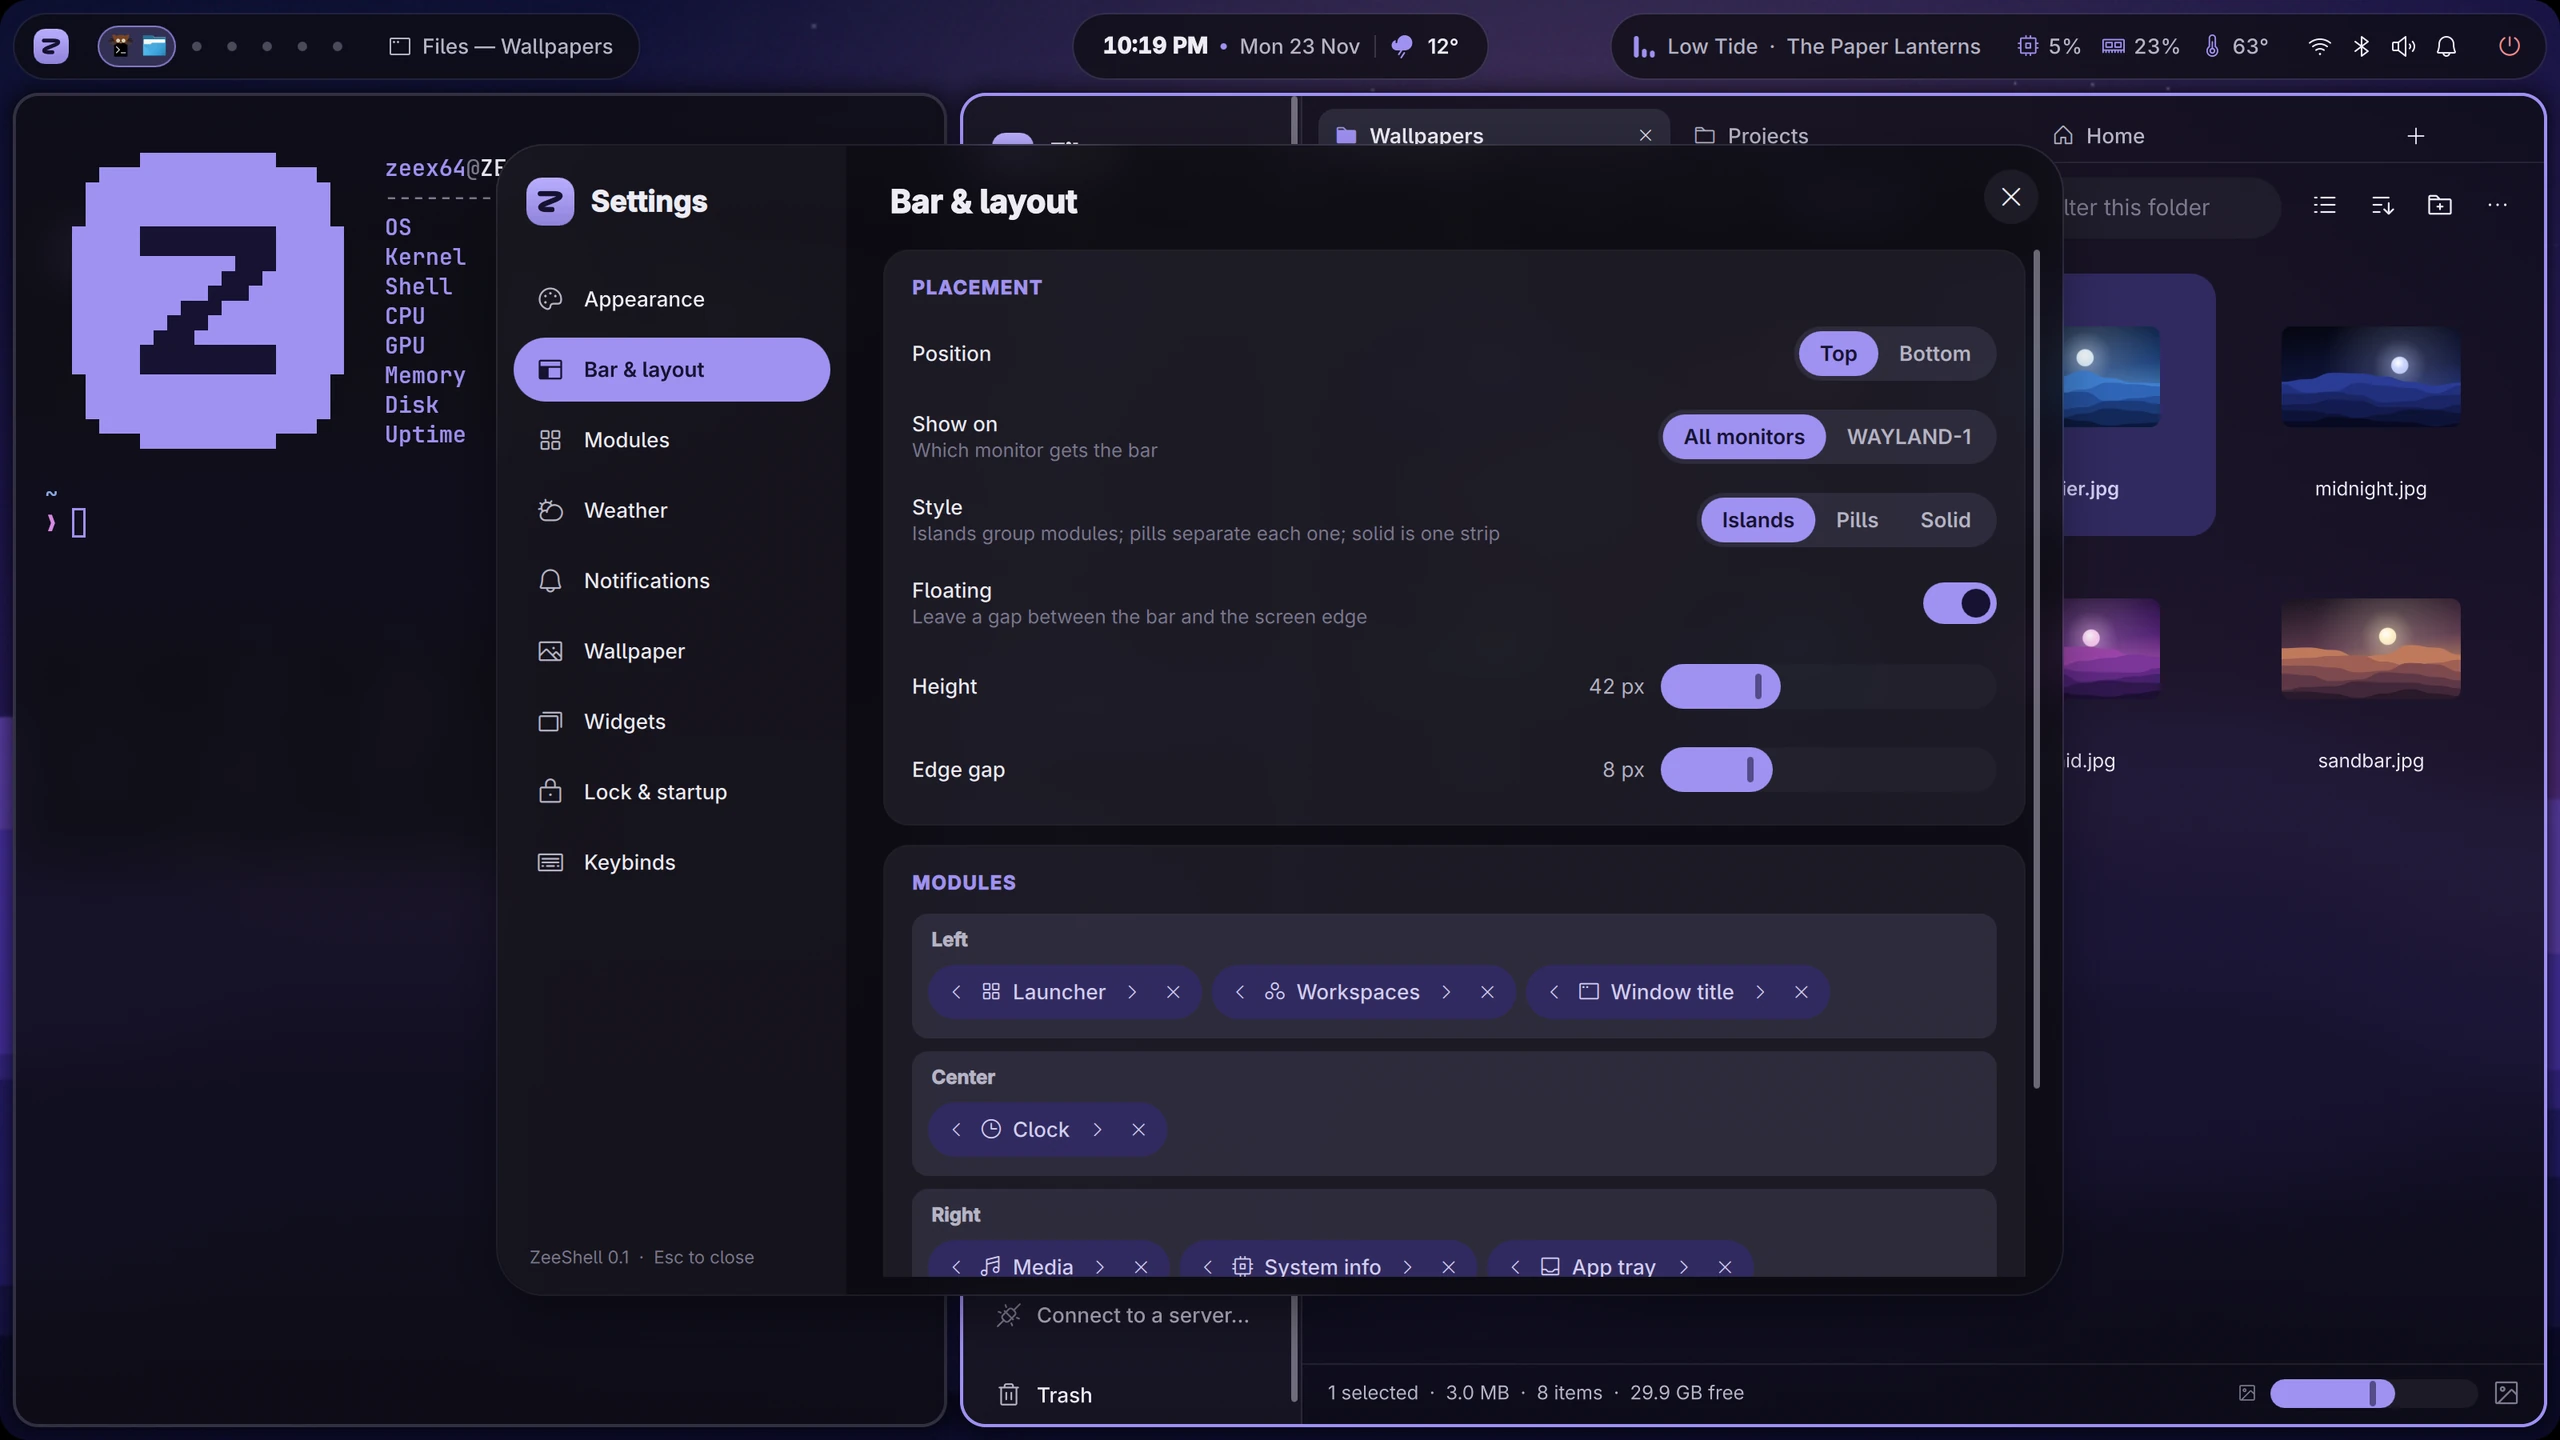 Files — Wallpapers
10:19 PM • Mon 23 Nov 12°
Low Tide · The Paper Lanterns 5% 23% 63°
zeex64@ZE
--------
OS
Kernel
Shell
CPU
GPU
Memory
Disk
Uptime
~
❯
Settings
Appearance
Bar & layout
Modules
Weather
Notifications
Wallpaper
Widgets
Lock & startup
Keybinds
ZeeShell 0.1 · Esc to close
Bar & layout
PLACEMENT
Position
Top Bottom
Show on
Which monitor gets the bar
All monitors WAYLAND-1
Style
Islands group modules; pills separate each one; solid is one strip
Islands Pills Solid
Floating
Leave a gap between the bar and the screen edge
Height
42 px
Edge gap
8 px
MODULES
Left
Launcher Workspaces Window title
Center
Clock
Right
Media System info App tray
Wallpapers Projects Home
lter this folder
ier.jpg midnight.jpg
id.jpg sandbar.jpg
Connect to a server...
Trash
1 selected · 3.0 MB · 8 items · 29.9 GB free